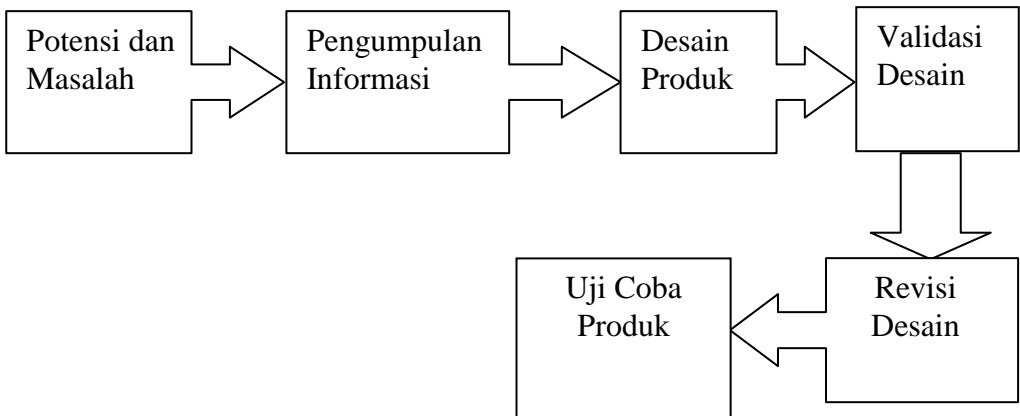 Potensi dan
Masalah
Pengumpulan
Informasi
Desain
Produk
Validasi
Desain
Revisi
Desain
Uji Coba
Produk